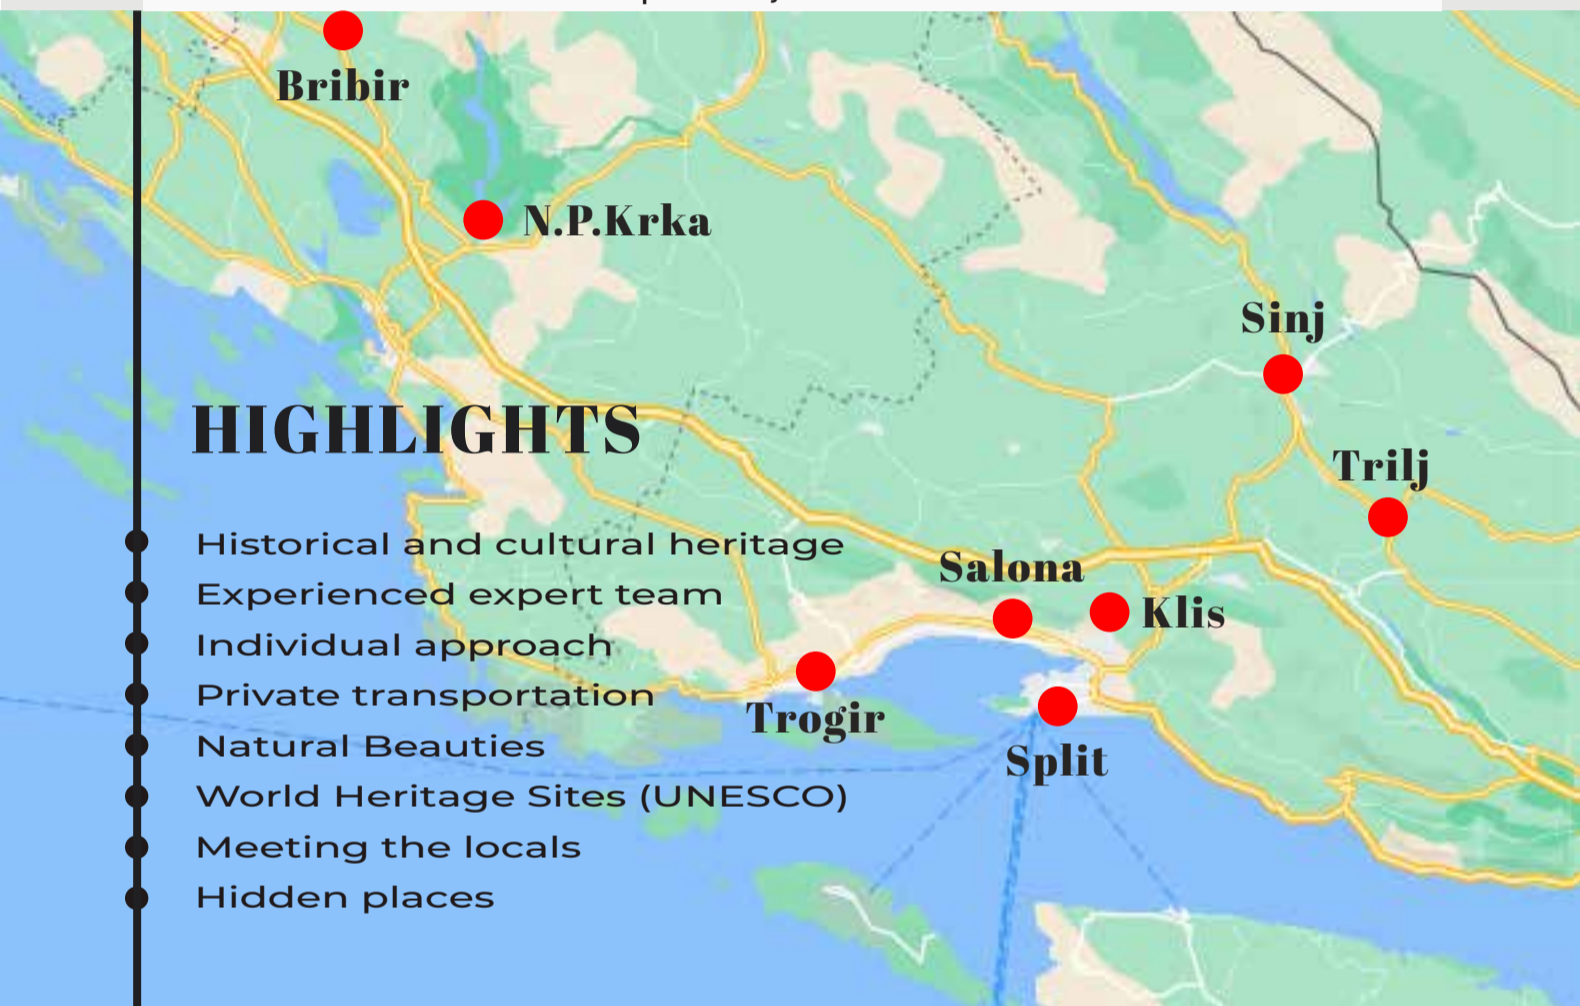 Bribir
N.P.Krka
Sinj
HIGHLIGHTS
Trilj
Historical and cultural heritage
Salona
Experienced expert team
Klis
Individual approach
Private transportation
Trogir
Natural Beauties
Split
World Heritage Sites (UNESCO)
Meeting the locals
Hidden places